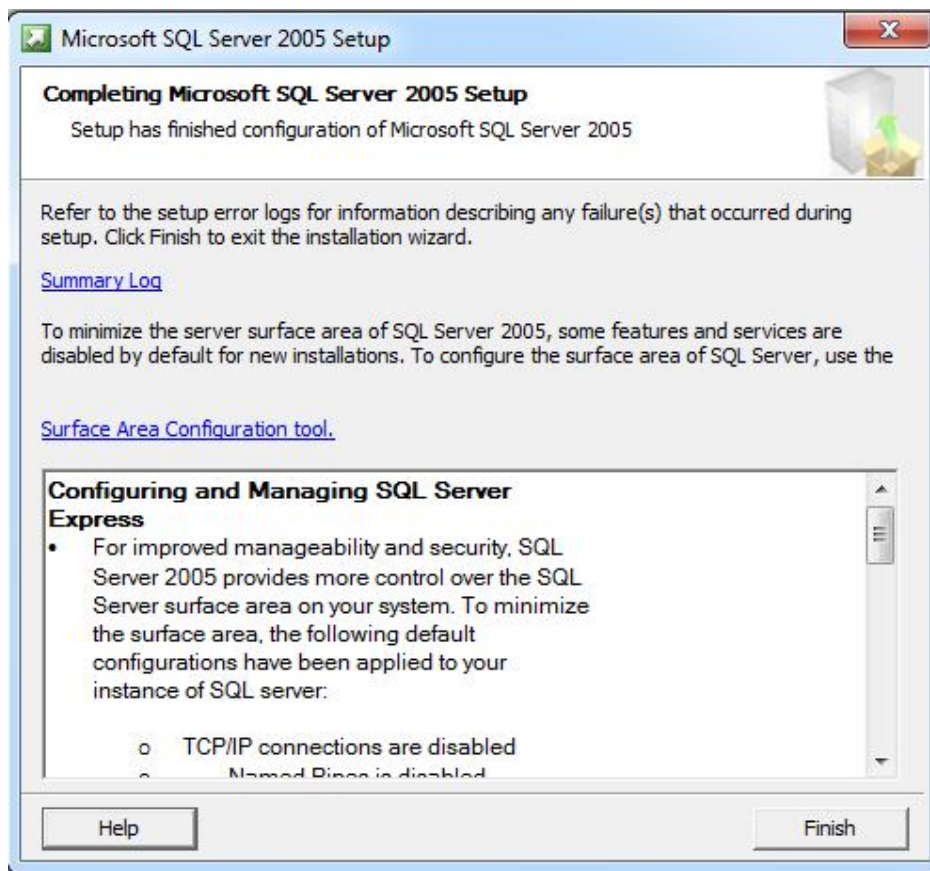 Microsoft SQL Server 2005 Setup
Completing Microsoft SQL Server 2005 Setup
Setup has finished configuration of Microsoft SQL Server 2005
Refer to the setup error logs for information describing any failure(s) that occurred during
setup. Click Finish to exit the installation wizard.
Summary Log
To minimize the server surface area of SQL Server 2005, some features and services are
disabled by default for new installations. To configure the surface area of SQL Server, use the
Surface Area Configuration tool.
Configuring and Managing SQL Server
Express
• For improved manageability and security, SQL
Server 2005 provides more control over the SQL
Server surface area on your system. To minimize
the surface area, the following default
configurations have been applied to your
instance of SQL server:
o TCP/IP connections are disabled
o Named Pipes is disabled
Help
Finish